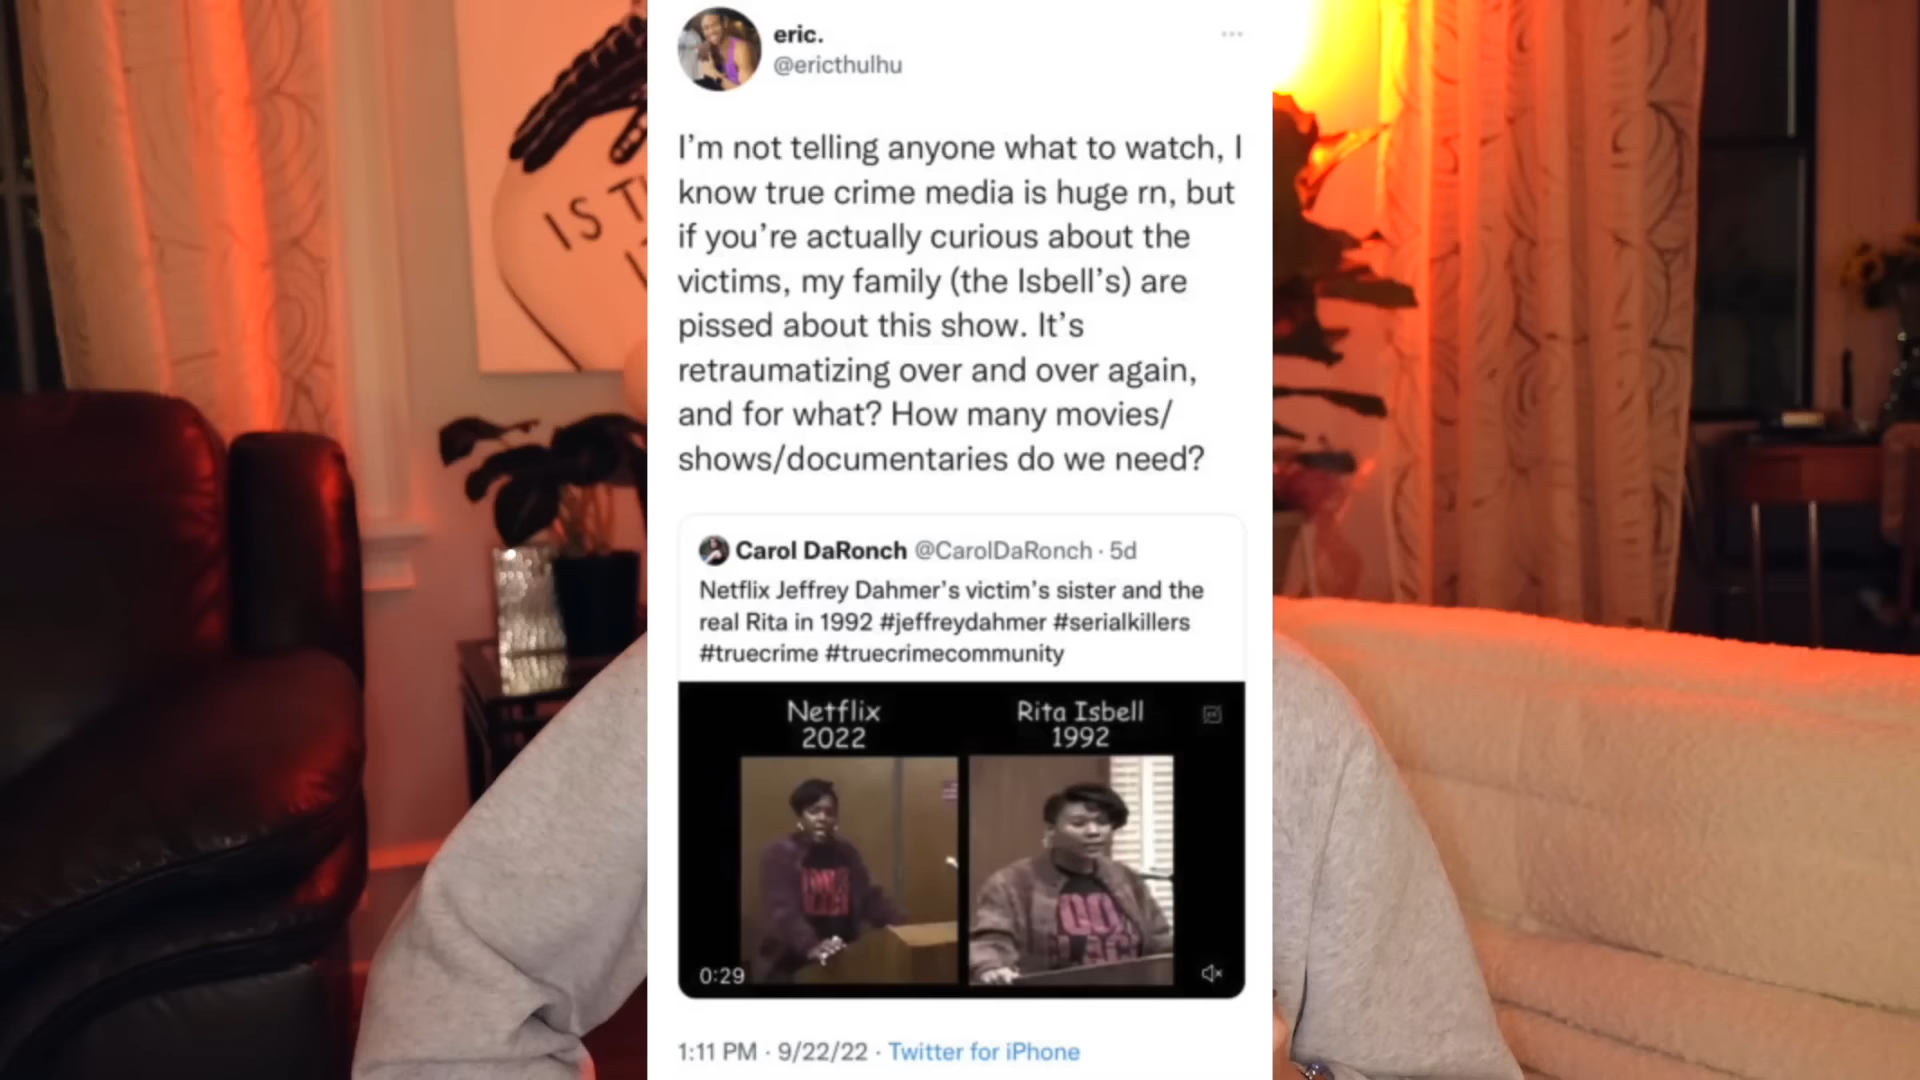 eric.
@ericthulhu
I'm not telling anyone what to watch, I
know true crime media is huge rn, but
if you're actually curious about the
victims, my family (the Isbell's) are
pissed about this show. It's
retraumatizing over and over again,
and for what? How many movies/
shows/documentaries do we need?
Carol DaRonch @CarolDaRonch · 5d
Netflix Jeffrey Dahmer's victim's sister and the
real Rita in 1992 #jeffreydahmer #serialkillers
#truecrime #truecrimecommunity
Netflix
2022
Rita Isbell
1992
0:29
1:11 PM · 9/22/22 · Twitter for iPhone
IS